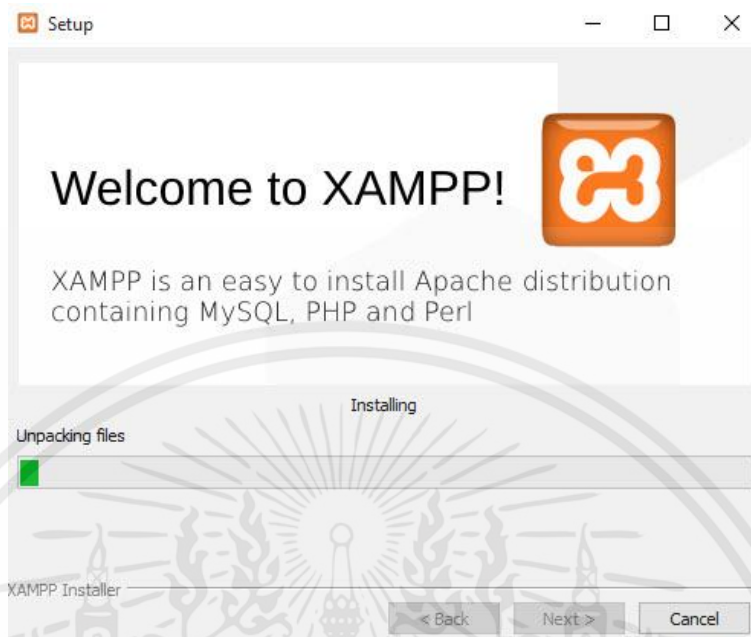 Setup
Welcome to XAMPP!
XAMPP is an easy to install Apache distribution
containing MySQL, PHP and Perl
Installing
Unpacking files
XAMPP Installer
< Back Next > Cancel